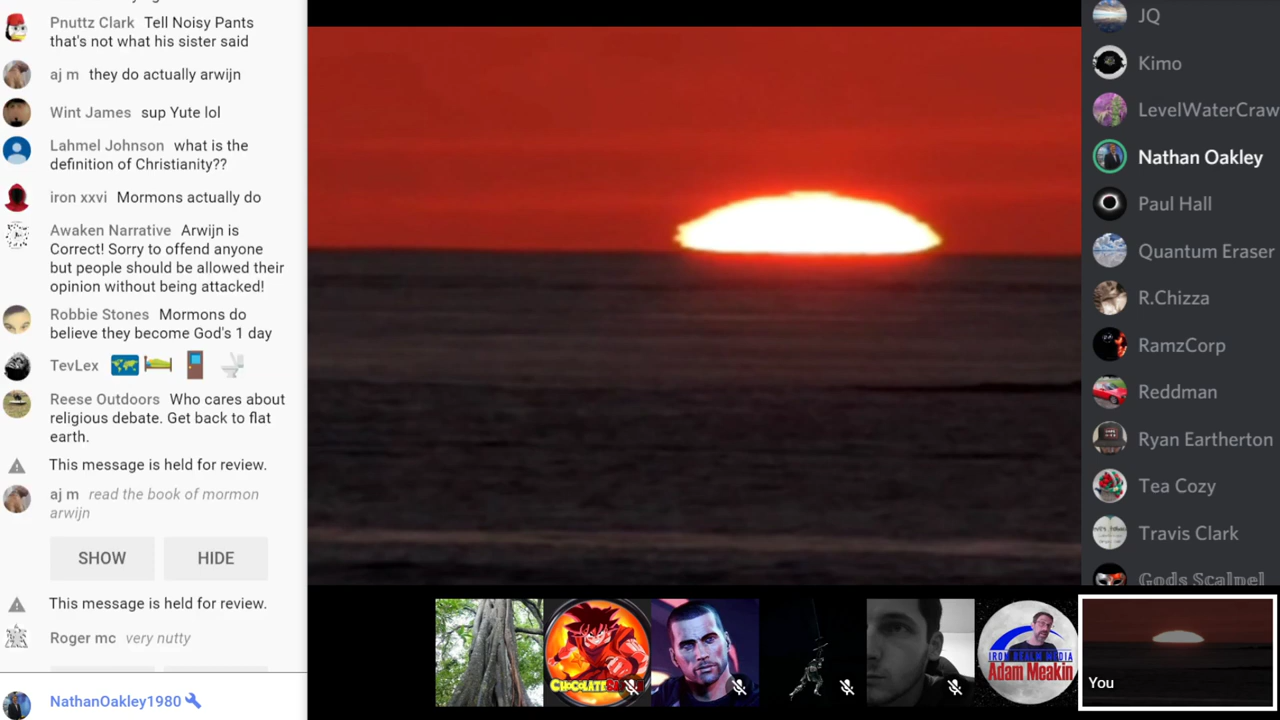 Pnuttz Clark Tell Noisy Pants
that's not what his sister said
aj m they do actually arwijn
Wint James sup Yute lol
Lahmel Johnson what is the
definition of Christianity??
iron xxvi Mormons actually do
Awaken Narrative Arwijn is
Correct! Sorry to offend anyone
but people should be allowed their
opinion without being attacked!
Robbie Stones Mormons do
believe they become God's 1 day
TevLex
Reese Outdoors Who cares about
religious debate. Get back to flat
earth.
This message is held for review.
aj m read the book of mormon
arwijn
SHOW HIDE
This message is held for review.
Roger mc very nutty
NathanOakley1980
JQ
Kimo
LevelWaterCraw
Nathan Oakley
Paul Hall
Quantum Eraser
R.Chizza
RamzCorp
Reddman
Ryan Eartherton
Tea Cozy
Travis Clark
Gods Scalpel
IRON REALM MEDIA
Adam Meakin
You